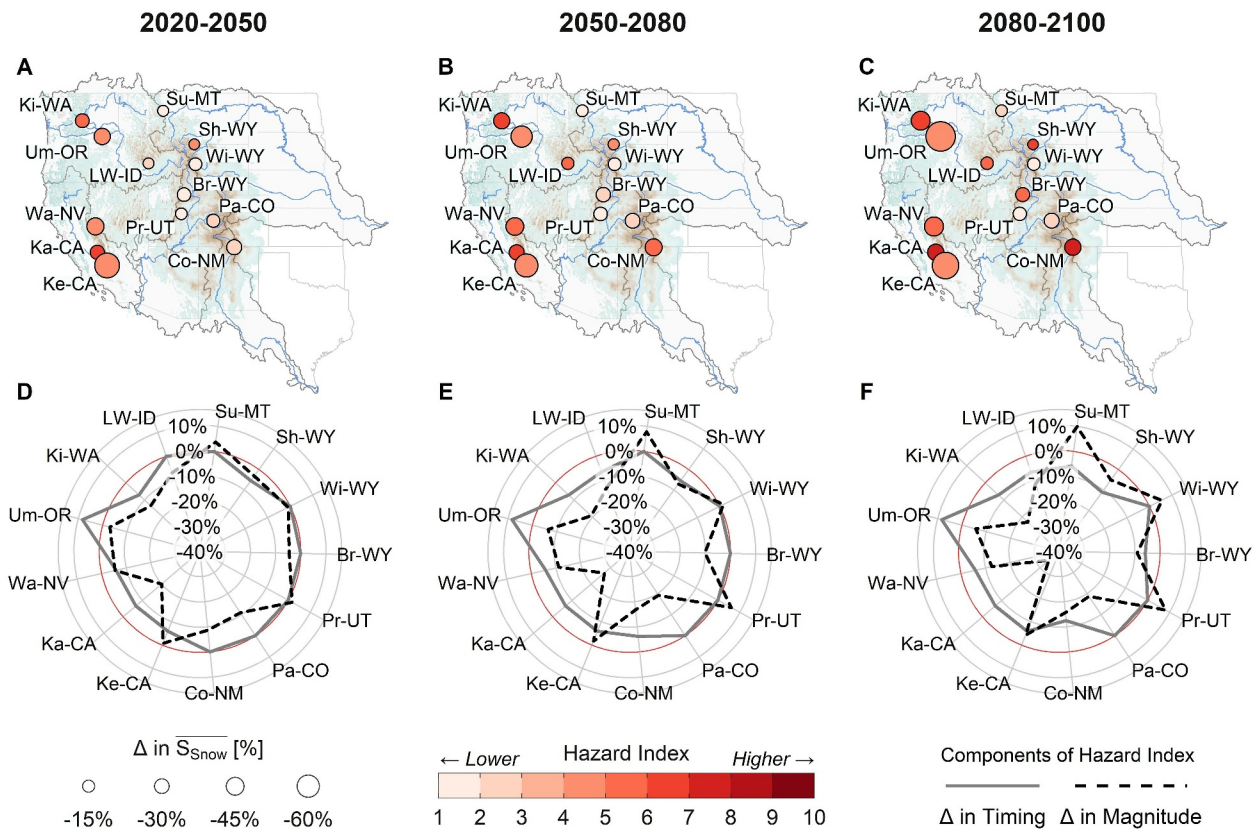 2020-2050
2050-2080
2080-2100
A
Ki-WA
Su-MT
Sh-WY
Um-OR
Wi-WY
LW-ID
Br-WY
Wa-NV
Pa-CO
Pr-UT
Ka-CA
Co-NM
Ke-CA
B
Ki-WA
Su-MT
Sh-WY
Um-OR
Wi-WY
LW-ID
Br-WY
Wa-NV
Pa-CO
Pr-UT
Ka-CA
Co-NM
Ke-CA
C
Ki-WA
Su-MT
Sh-WY
Um-OR
Wi-WY
LW-ID
Br-WY
Wa-NV
Pa-CO
Pr-UT
Ka-CA
Co-NM
Ke-CA
D
LW-ID
Su-MT
10%
Sh-WY
Ki-WA
0%
-10%
Wi-WY
-20%
Um-OR
-30%
-40%
Br-WY
Wa-NV
Pr-UT
Ka-CA
Pa-CO
Ke-CA
Co-NM
E
LW-ID
Su-MT
10%
Sh-WY
Ki-WA
0%
-10%
Wi-WY
-20%
Um-OR
-30%
-40%
Br-WY
Wa-NV
Pr-UT
Ka-CA
Pa-CO
Ke-CA
Co-NM
F
LW-ID
Su-MT
10%
Sh-WY
Ki-WA
0%
-10%
Wi-WY
-20%
Um-OR
-30%
-40%
Br-WY
Wa-NV
Pr-UT
Ka-CA
Pa-CO
Ke-CA
Co-NM
Δ in S̅S̅n̅o̅w̅ [%]
-15% -30% -45% -60%
← Lower Hazard Index Higher →
1 2 3 4 5 6 7 8 9 10
Components of Hazard Index
Δ in Timing Δ in Magnitude